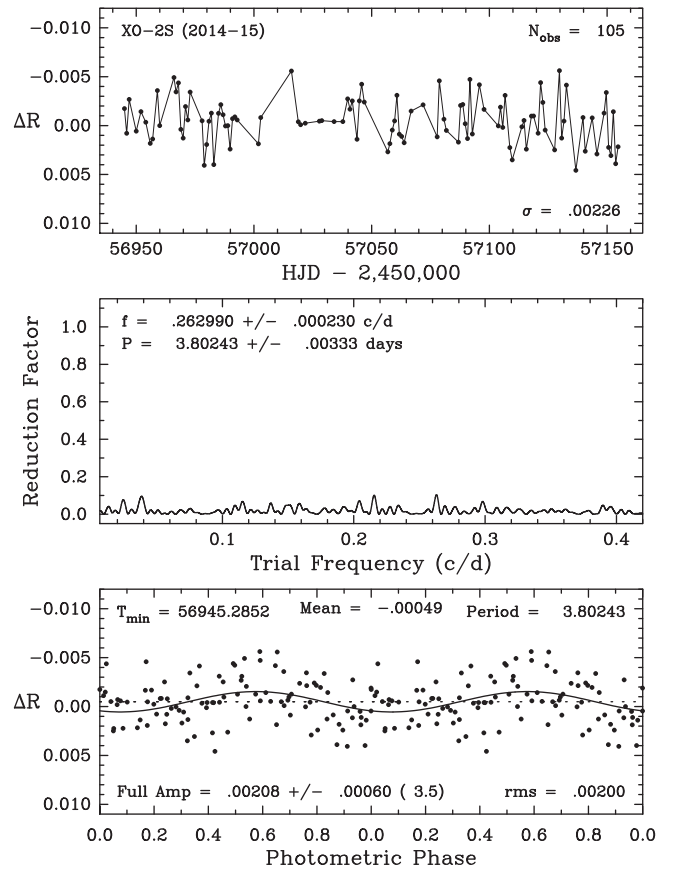 XO-2S (2014-15)
N_obs = 105
-0.010
-0.005
0.00
0.005
0.010
ΔR
σ = .00226
56950
57000
57050
57100
57150
HJD - 2,450,000
f = .262990 +/- .000230 c/d
P = 3.80243 +/- .00333 days
1.0
0.8
0.6
0.4
0.2
0.0
Reduction Factor
0.1
0.2
0.3
0.4
Trial Frequency (c/d)
T_min = 56945.2852
Mean = -.00049
Period = 3.80243
-0.010
-0.005
0.00
0.005
0.010
ΔR
Full Amp = .00208 +/- .00060 ( 3.5)
rms = .00200
0.0
0.2
0.4
0.6
0.8
0.0
0.2
0.4
0.6
0.8
0.0
Photometric Phase